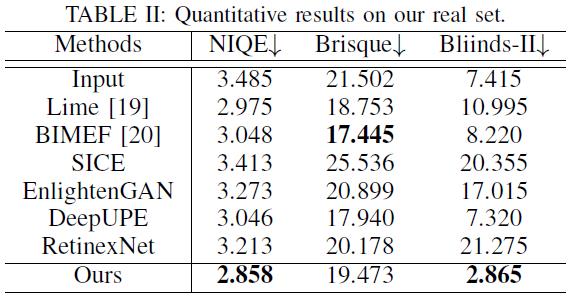 TABLE II: Quantitative results on our real set.
Methods NIQE↓ Brisque↓ Bliinds-II↓
Input 3.485 21.502 7.415
Lime [19] 2.975 18.753 10.995
BIMEF [20] 3.048 17.445 8.220
SICE 3.413 25.536 20.355
EnlightenGAN 3.273 20.899 17.015
DeepUPE 3.046 17.940 7.320
RetinexNet 3.213 20.178 21.275
Ours 2.858 19.473 2.865